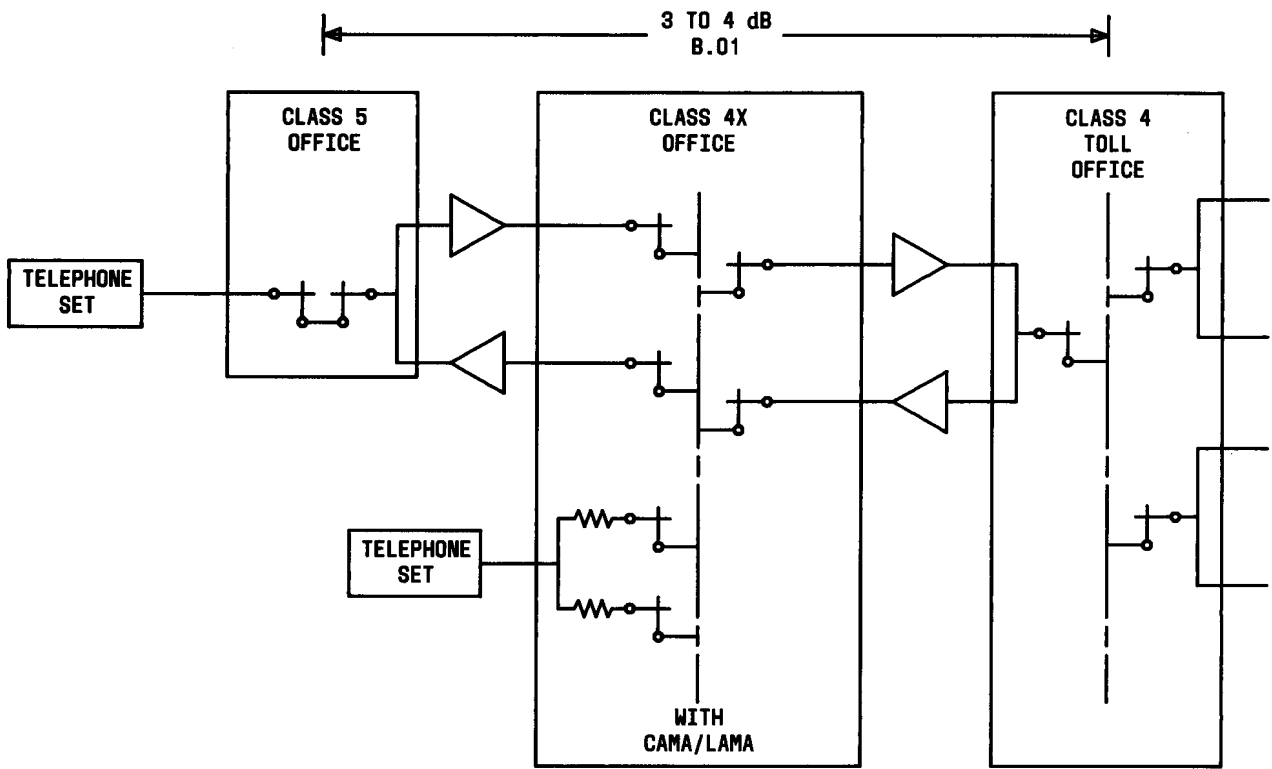 3 TO 4 dB
B.01
CLASS 5
OFFICE
CLASS 4X
OFFICE
CLASS 4
TOLL
OFFICE
TELEPHONE
SET
TELEPHONE
SET
WITH
CAMA/LAMA